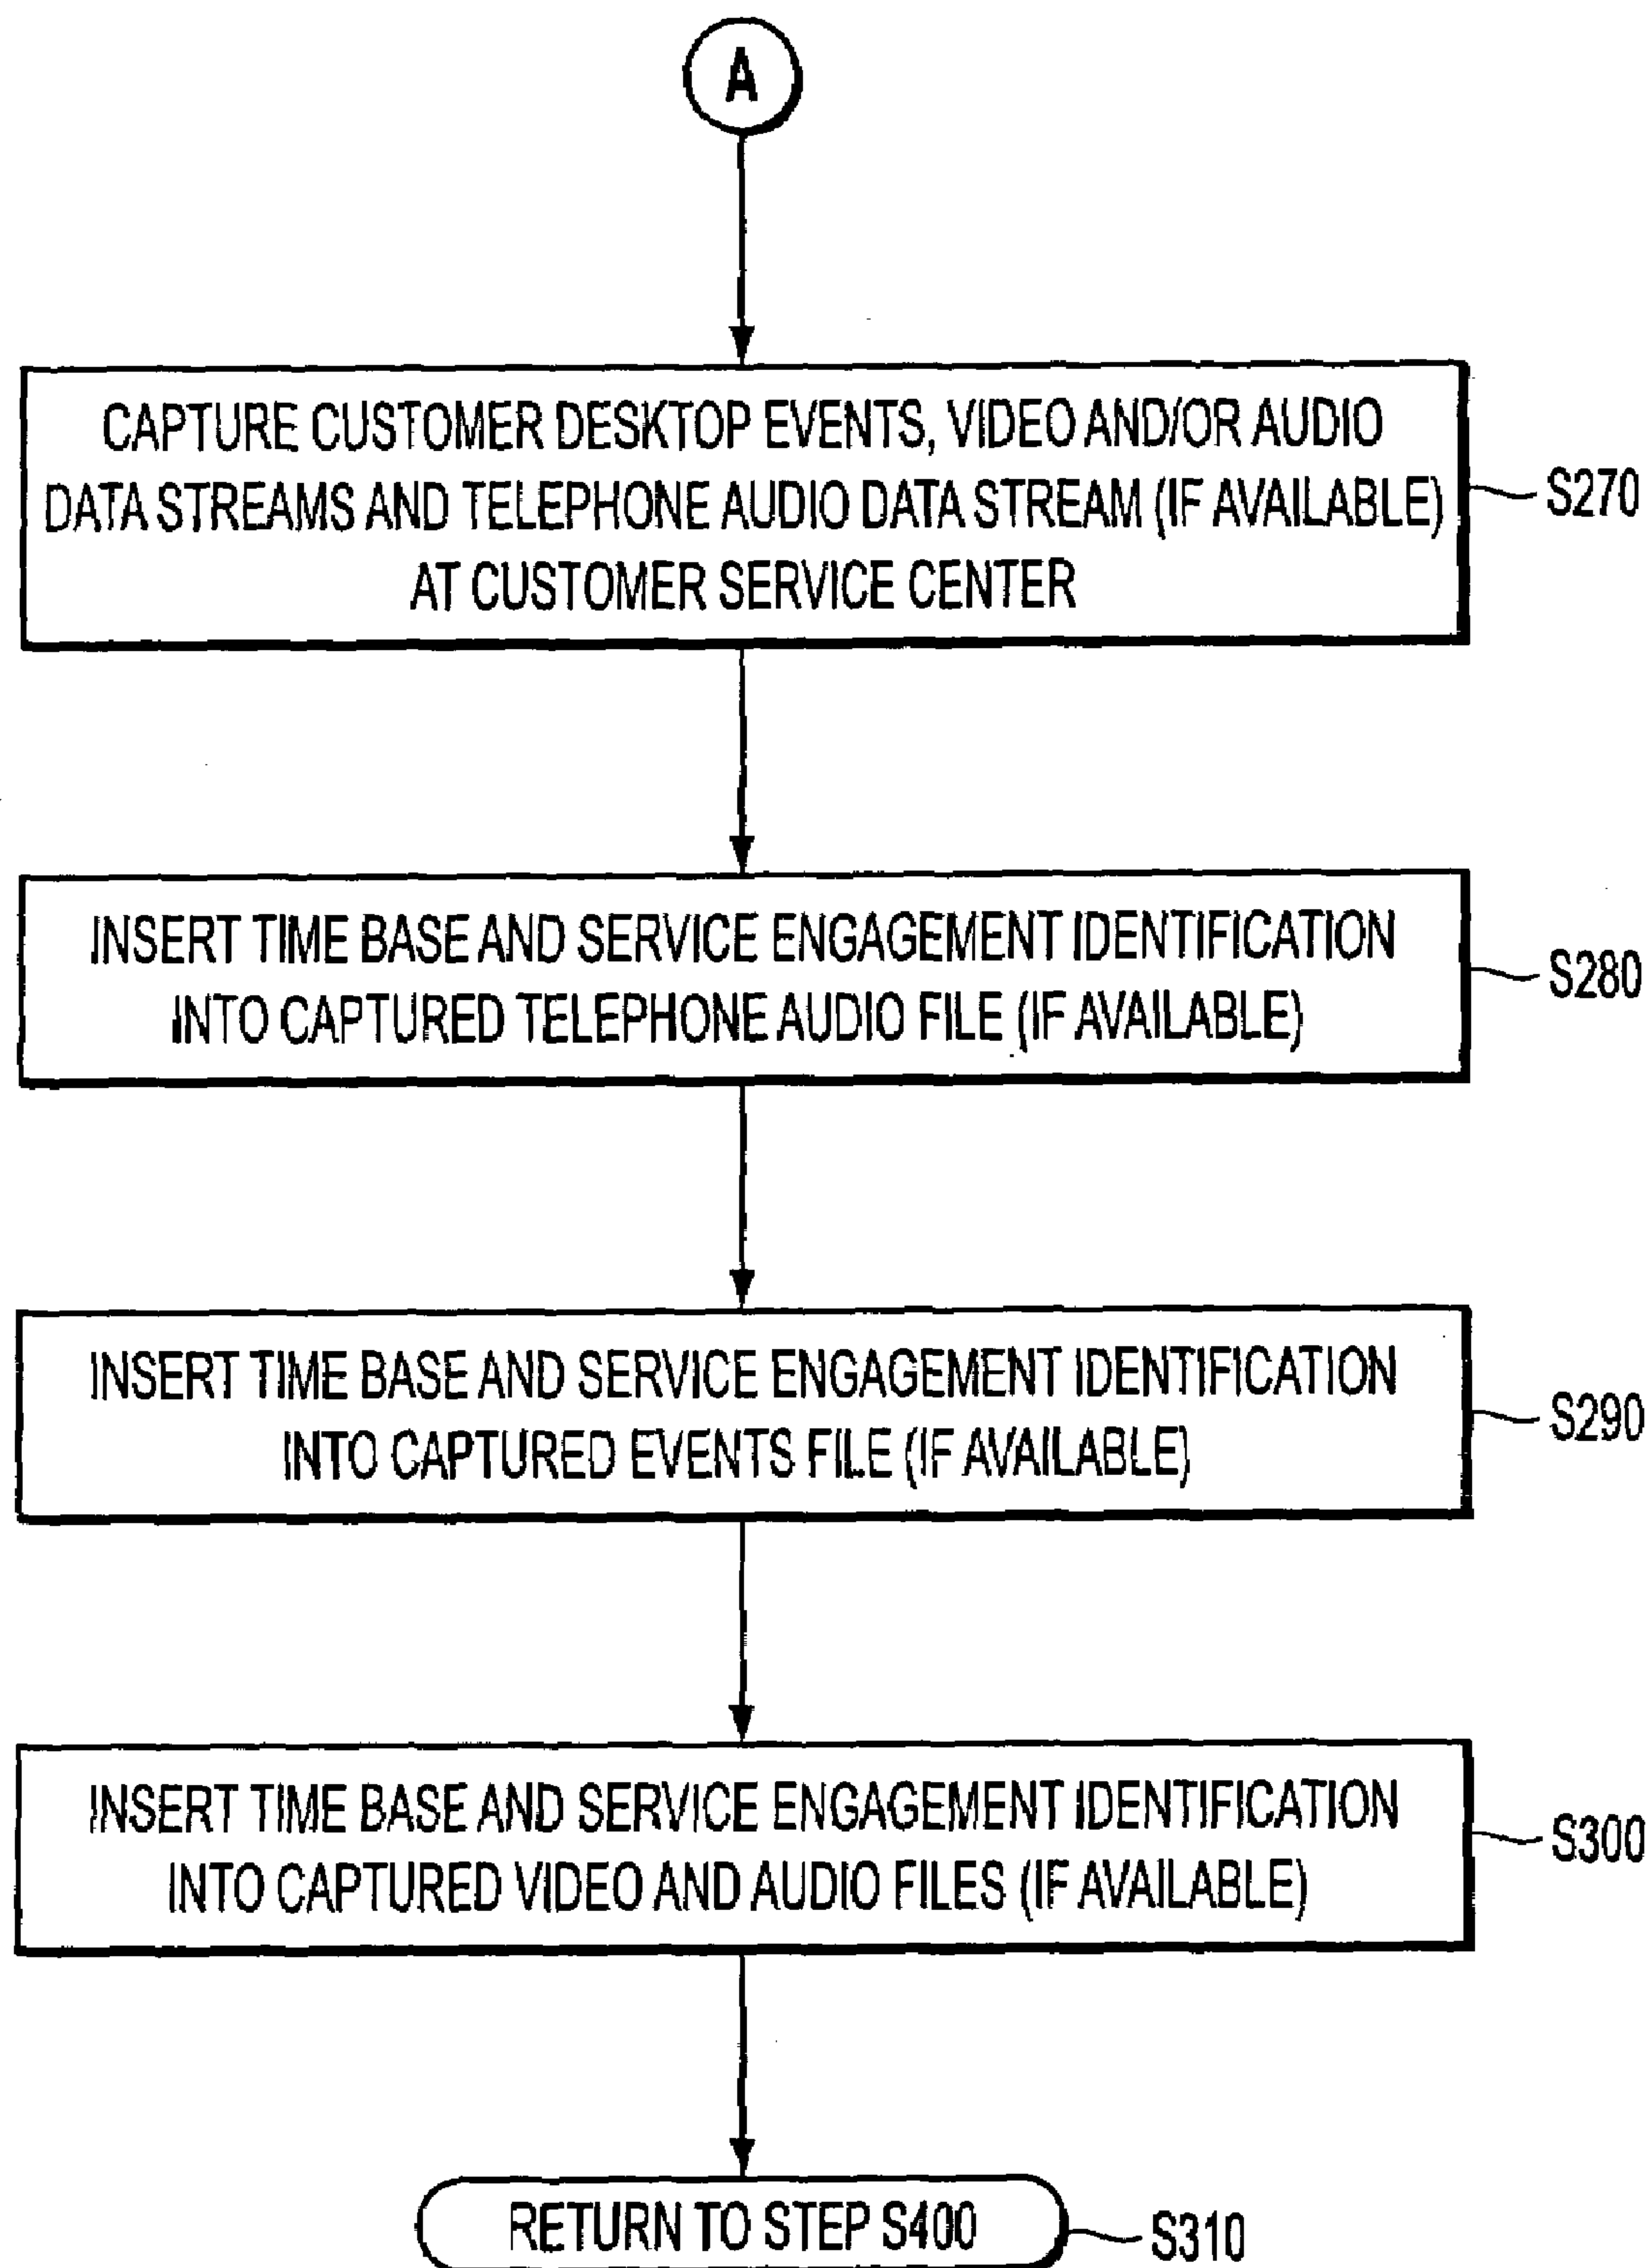 A
CAPTURE CUSTOMER DESKTOP EVENTS, VIDEO AND/OR AUDIO
DATA STREAMS AND TELEPHONE AUDIO DATA STREAM (IF AVAILABLE)
AT CUSTOMER SERVICE CENTER
S270
INSERT TIME BASE AND SERVICE ENGAGEMENT IDENTIFICATION
INTO CAPTURED TELEPHONE AUDIO FILE (IF AVAILABLE)
S280
INSERT TIME BASE AND SERVICE ENGAGEMENT IDENTIFICATION
INTO CAPTURED EVENTS FILE (IF AVAILABLE)
S290
INSERT TIME BASE AND SERVICE ENGAGEMENT IDENTIFICATION
INTO CAPTURED VIDEO AND AUDIO FILES (IF AVAILABLE)
S300
RETURN TO STEP S400
S310